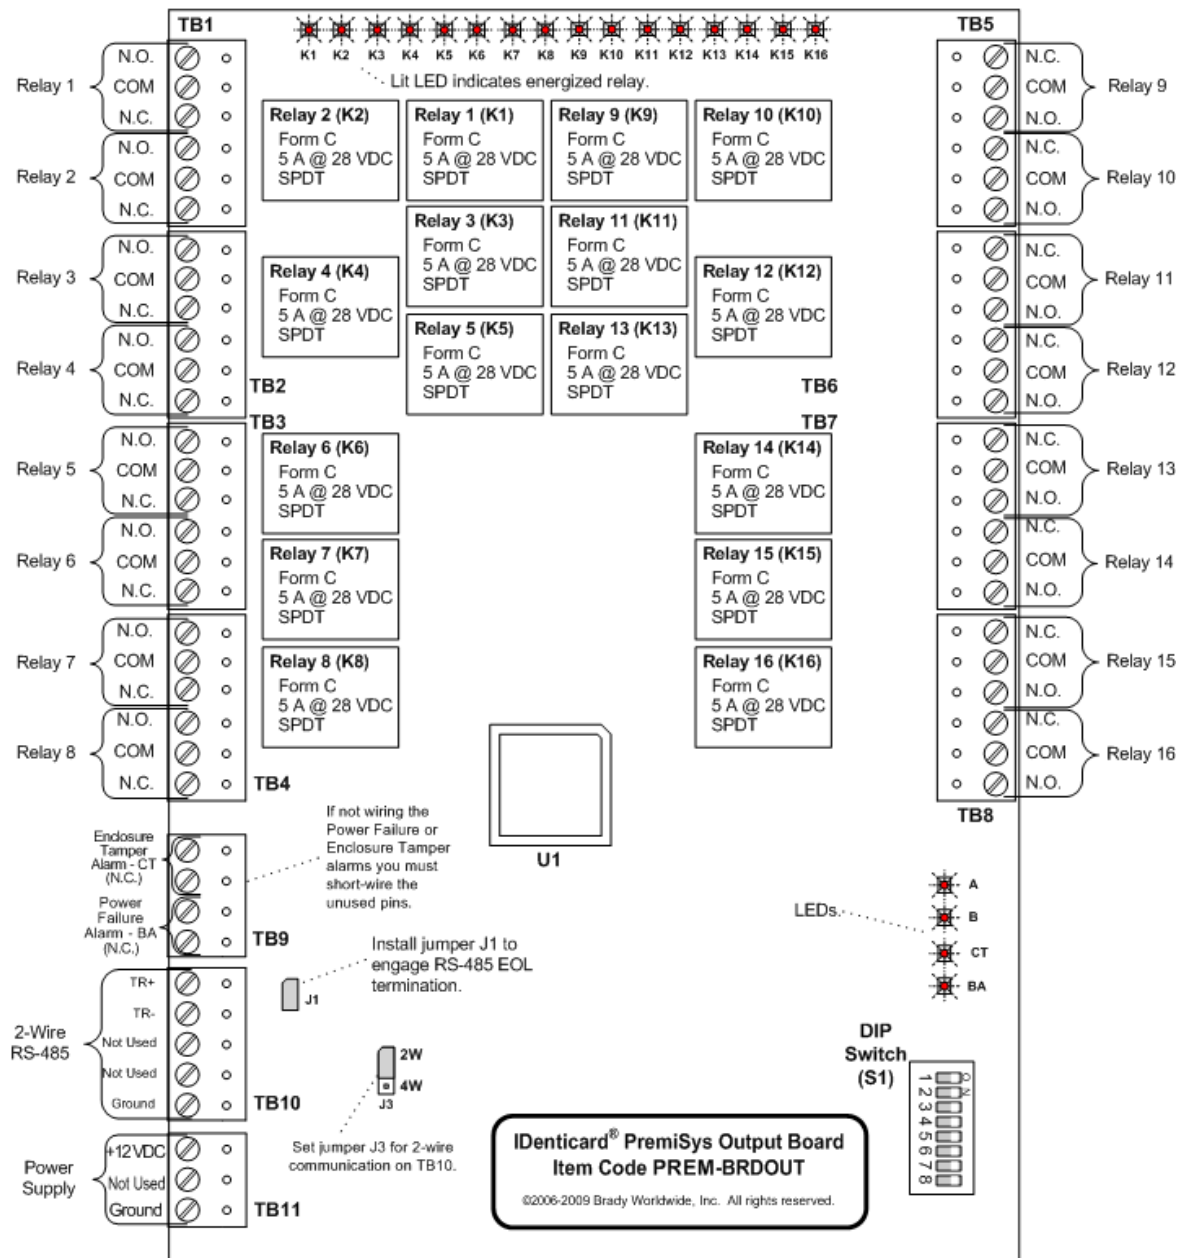 TB1
TB5
K1 K2 K3 K4 K5 K6 K7 K8 K9 K10 K11 K12 K13 K14 K15 K16
Lit LED indicates energized relay.
Relay 1
N.O.
COM
N.C.
Relay 2
N.O.
COM
N.C.
Relay 3
N.O.
COM
N.C.
Relay 4
N.O.
COM
N.C.
TB2
TB3
Relay 5
N.O.
COM
N.C.
Relay 6
N.O.
COM
N.C.
Relay 7
N.O.
COM
N.C.
Relay 8
N.O.
COM
N.C.
TB4
Relay 2 (K2)
Form C
5 A @ 28 VDC
SPDT
Relay 1 (K1)
Form C
5 A @ 28 VDC
SPDT
Relay 9 (K9)
Form C
5 A @ 28 VDC
SPDT
Relay 10 (K10)
Form C
5 A @ 28 VDC
SPDT
Relay 3 (K3)
Form C
5 A @ 28 VDC
SPDT
Relay 11 (K11)
Form C
5 A @ 28 VDC
SPDT
Relay 4 (K4)
Form C
5 A @ 28 VDC
SPDT
Relay 12 (K12)
Form C
5 A @ 28 VDC
SPDT
Relay 5 (K5)
Form C
5 A @ 28 VDC
SPDT
Relay 13 (K13)
Form C
5 A @ 28 VDC
SPDT
Relay 6 (K6)
Form C
5 A @ 28 VDC
SPDT
Relay 14 (K14)
Form C
5 A @ 28 VDC
SPDT
Relay 7 (K7)
Form C
5 A @ 28 VDC
SPDT
Relay 15 (K15)
Form C
5 A @ 28 VDC
SPDT
Relay 8 (K8)
Form C
5 A @ 28 VDC
SPDT
Relay 16 (K16)
Form C
5 A @ 28 VDC
SPDT
N.C.
COM
N.O.
Relay 9
N.C.
COM
N.O.
Relay 10
N.C.
COM
N.O.
Relay 11
N.C.
COM
N.O.
Relay 12
TB6
TB7
N.C.
COM
N.O.
Relay 13
N.C.
COM
N.O.
Relay 14
N.C.
COM
N.O.
Relay 15
N.C.
COM
N.O.
Relay 16
TB8
U1
Enclosure
Tamper
Alarm - CT
(N.C.)
Power
Failure
Alarm - BA
(N.C.)
TB9
If not wiring the
Power Failure or
Enclosure Tamper
alarms you must
short-wire the
unused pins.
LEDs.
A
B
CT
BA
2-Wire
RS-485
TR+
TR-
Not Used
Not Used
Ground
TB10
Install jumper J1 to
engage RS-485 EOL
termination.
J1
2W
4W
J3
Set jumper J3 for 2-wire
communication on TB10.
DIP
Switch
(S1)
ON
1 2 3 4 5 6 7 8
Power
Supply
+12VDC
Not Used
Ground
TB11
IDenticard® PremiSys Output Board
Item Code PREM-BRDOUT
©2006-2009 Brady Worldwide, Inc. All rights reserved.